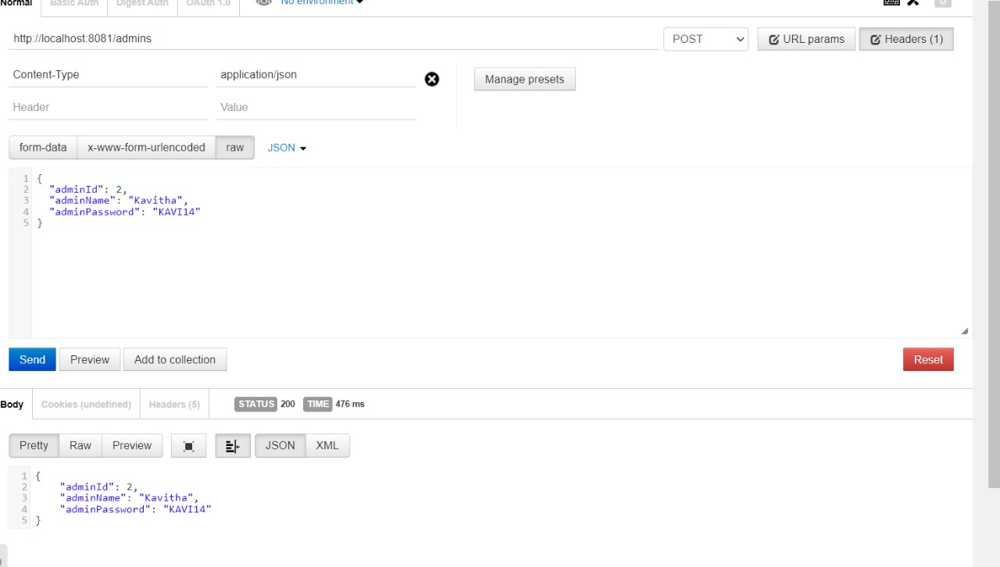 Normal Basic Auth Digest Auth OAuth 1.0 No environment 0
http://localhost:8081/admins POST URL params Headers (1)
Content-Type application/json Manage presets
Header Value
form-data x-www-form-urlencoded raw JSON
1 {
2 "adminId": 2,
3 "adminName": "Kavitha",
4 "adminPassword": "KAVI14"
5 }
Send Preview Add to collection Reset
Body Cookies (undefined) Headers (5) STATUS 200 TIME 476 ms
Pretty Raw Preview JSON XML
1 {
2 "adminId": 2,
3 "adminName": "Kavitha",
4 "adminPassword": "KAVI14"
5 }